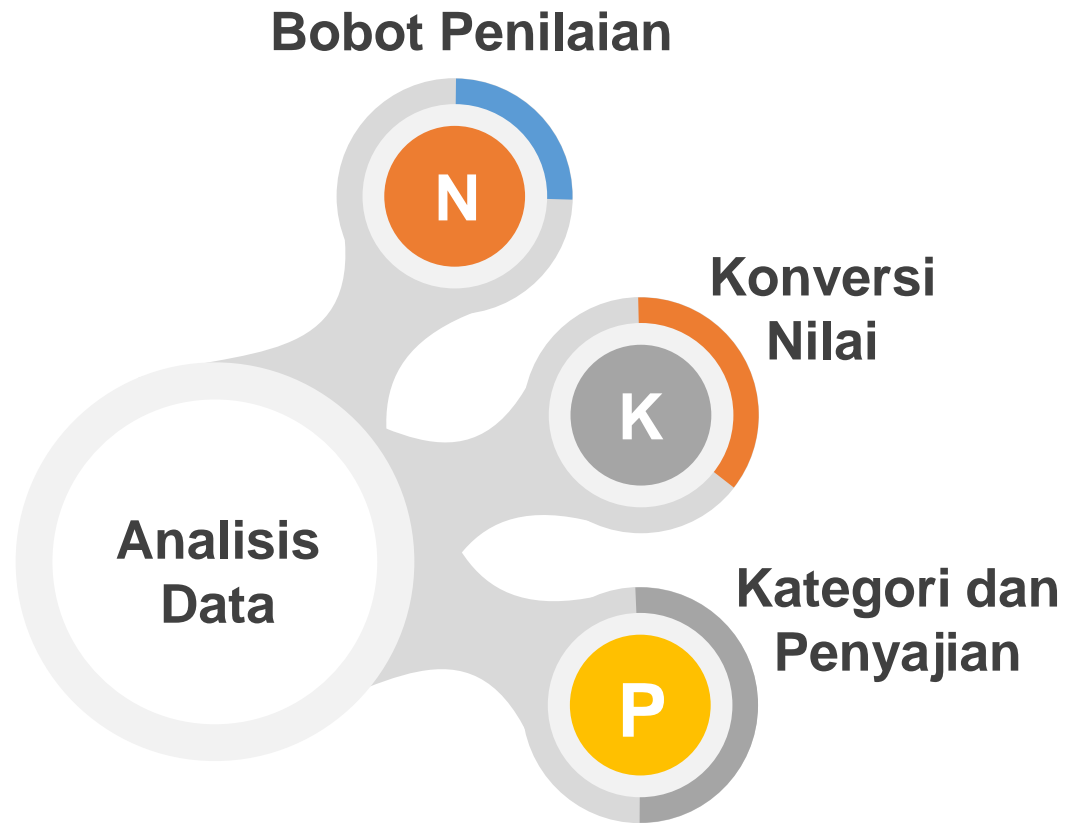 Bobot Penilaian
N
Konversi
Nilai
K
Analisis
Data
Kategori dan
Penyajian
P